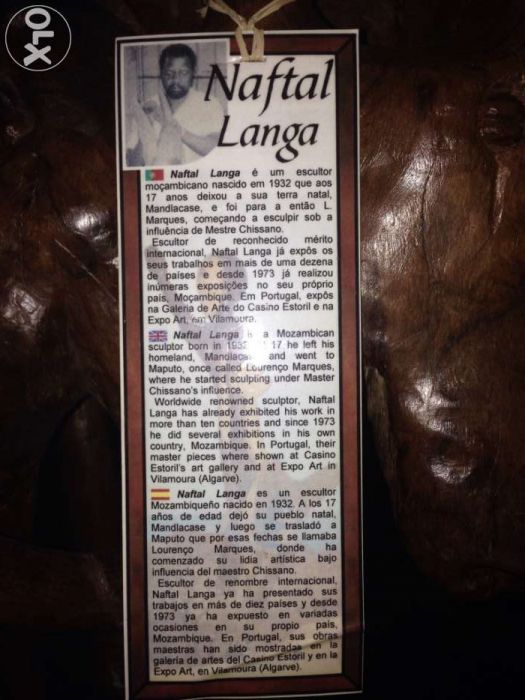 OLX
Naftal
Langa
Naftal Langa é um escultor
moçambicano nascido em 1932 que aos
17 anos deixou a sua terra natal,
Mandlacase, e foi para a então L.
Marques, começando a esculpir sob a
influência de Mestre Chissano.
Escultor de reconhecido mérito
internacional, Naftal Langa já expôs os
seus trabalhos em mais de uma dezena
de países e desde 1973 já realizou
inúmeras exposições no seu próprio
país, Moçambique. Em Portugal, expôs
na Galeria de Arte do Casino Estoril e na
Expo Art, em Vilamoura.
Naftal Langa is a Mozambican
sculptor born in 1932 17 he left his
homeland, Mandlacase and went to
Maputo, once called Lourenço Marques,
where he started sculpting under Master
Chissano's influence.
Worldwide renowned sculptor, Naftal
Langa has already exhibited his work in
more than ten countries and since 1973
he did several exhibitions in his own
country, Mozambique. In Portugal, their
master pieces where shown at Casino
Estoril's art gallery and at Expo Art in
Vilamoura (Algarve).
Naftal Langa es un escultor
Mozambiqueño nacido en 1932. A los 17
años de edad dejó su pueblo natal,
Mandlacase y luego se trasladó a
Maputo que por esas fechas se llamaba
Lourenço Marques, donde ha
comenzado su lidia artística bajo
influencia del maestro Chissano.
Escultor de renombre internacional,
Naftal Langa ya ha presentado sus
trabajos en más de diez países y desde
1973 ya ha expuesto en variadas
ocasiones en su propio país,
Mozambique. En Portugal, sus obras
maestras han sido mostradas en la
galería de artes del Casino Estoril y en la
Expo Art, en Vilamoura (Algarve).